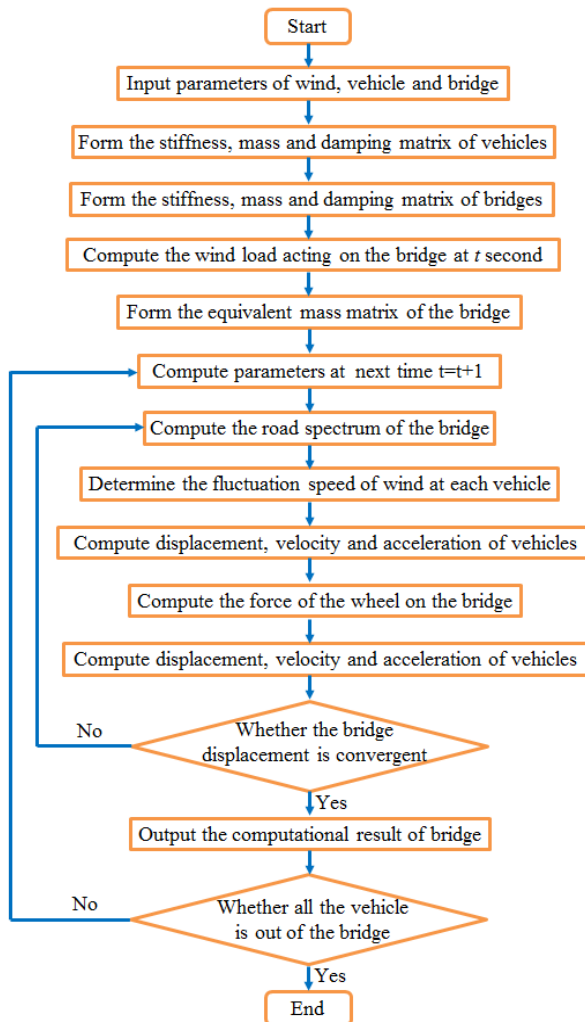 Start
Input parameters of wind, vehicle and bridge
Form the stiffness, mass and damping matrix of vehicles
Form the stiffness, mass and damping matrix of bridges
Compute the wind load acting on the bridge at t second
Form the equivalent mass matrix of the bridge
Compute parameters at next time t=t+1
Compute the road spectrum of the bridge
Determine the fluctuation speed of wind at each vehicle
Compute displacement, velocity and acceleration of vehicles
Compute the force of the wheel on the bridge
Compute displacement, velocity and acceleration of vehicles
No
Whether the bridge
displacement is convergent
Yes
Output the computational result of bridge
No
Whether all the vehicle
is out of the bridge
Yes
End